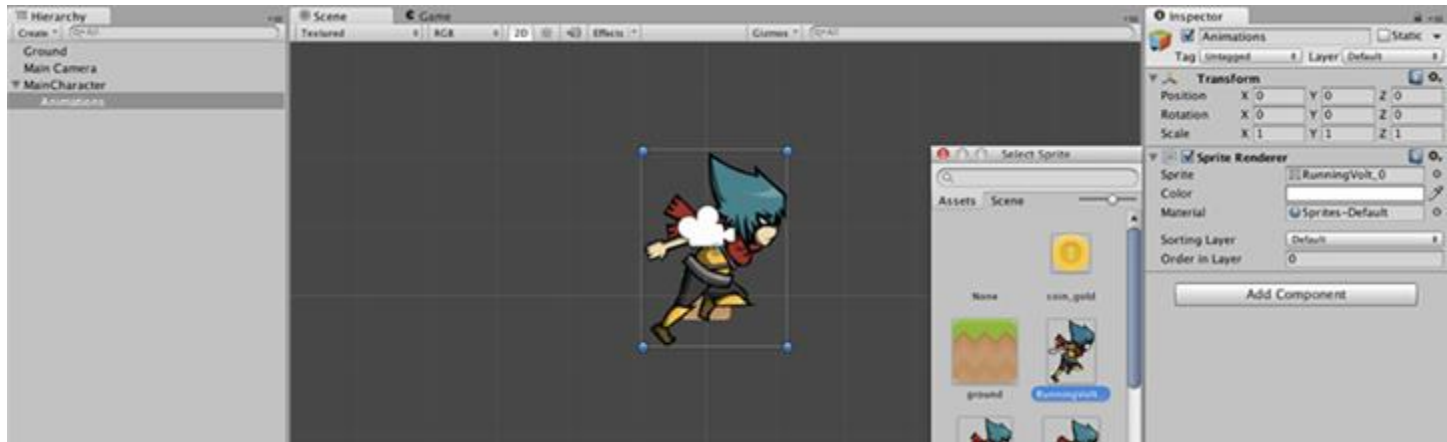 Hierarchy
Create
All
Ground
Main Camera
MainCharacter
Animations
Scene
Game
Textured
RGB
2D
Effects
Gizmos
All
Select Sprite
Assets
Scene
None
coin_gold
ground
RunningVolt...
Inspector
Animations
Static
Tag Untagged
Layer Default
Transform
Position X 0 Y 0 Z 0
Rotation X 0 Y 0 Z 0
Scale X 1 Y 1 Z 1
Sprite Renderer
Sprite RunningVolt_0
Color
Material Sprites-Default
Sorting Layer Default
Order in Layer 0
Add Component